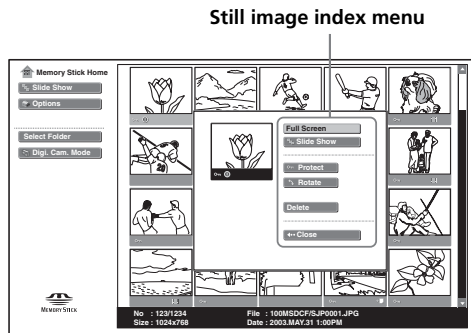 Still image index menu
Memory Stick Home
Slide Show
Options
Select Folder
Digi. Cam. Mode
Full Screen
Slide Show
Protect
Rotate
Delete
Close
MEMORY STICK
No : 123/1234 File : 100MSDCF/SJP0001.JPG
Size : 1024x768 Date : 2003.MAY.31 1:00PM